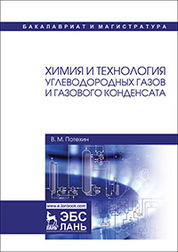 БАКАЛАВРИАТ И МАГИСТРАТУРА
ХИМИЯ И ТЕХНОЛОГИЯ
УГЛЕВОДОРОДНЫХ ГАЗОВ
И ГАЗОВОГО КОНДЕНСАТА
В. М. Потехин
ЭБС
ЛАНЬ